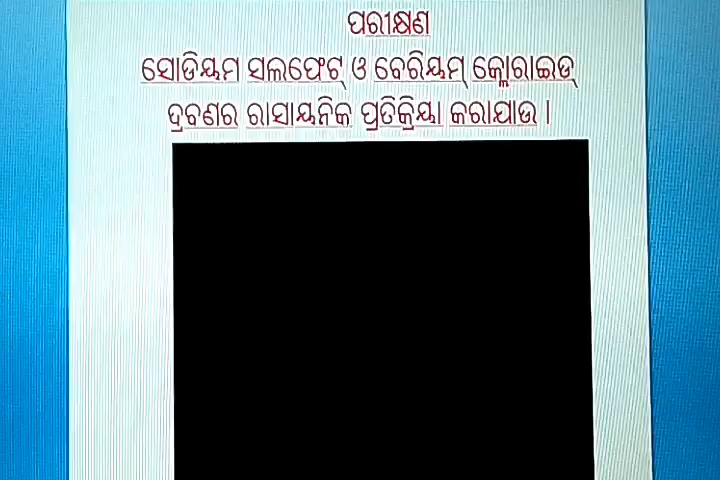 ପରୀକ୍ଷଣ
ସୋଡିୟମ ସଲଫେଟ୍ ଓ ବେରିୟମ୍ କ୍ଲୋରାଇଡ୍
ଦ୍ରବଣର ରାସାୟନିକ ପ୍ରତିକ୍ରିୟା କରାଯାଉ ।